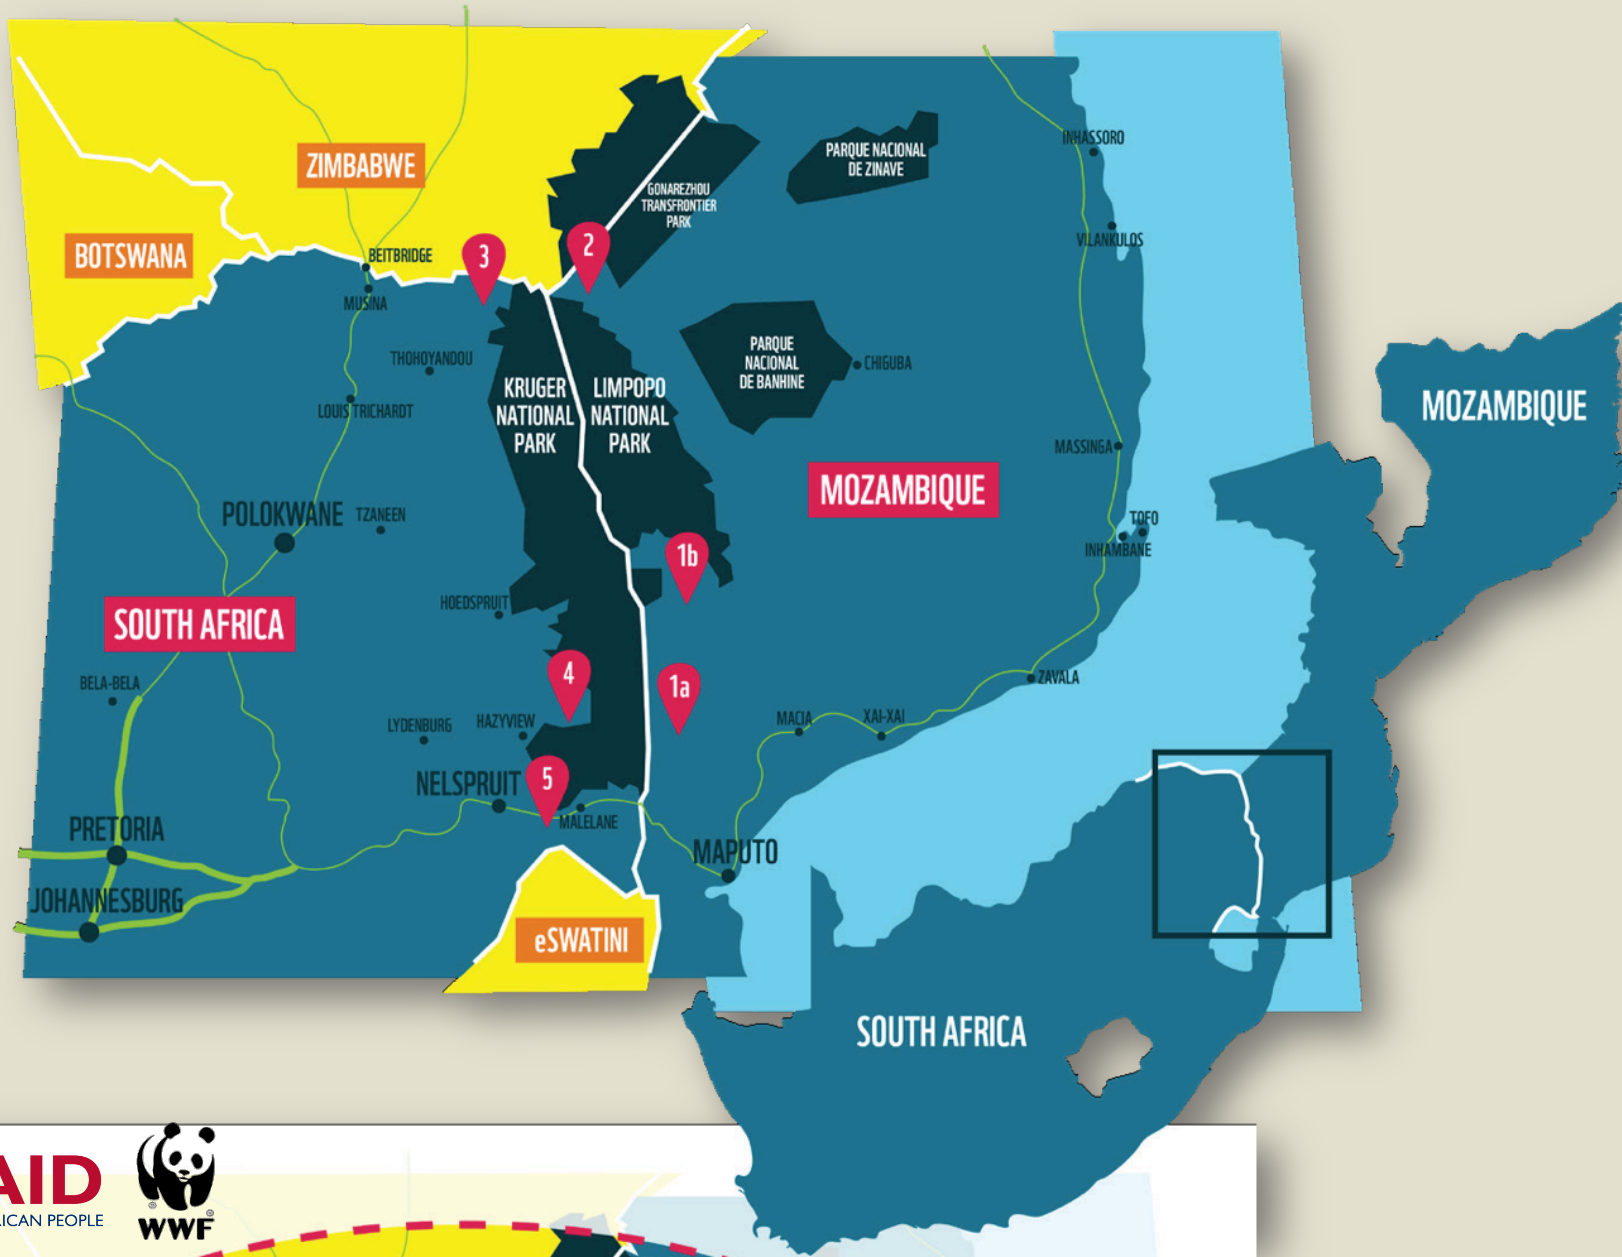 ZIMBABWE
BOTSWANA
BEITBRIDGE
MUSINA
3
2
GONAREZHOU
TRANSFRONTIER
PARK
PARQUE NACIONAL
DE ZINAVE
INHASSORO
VILANKULOS
THOHOYANDOU
LOUIS TRICHARDT
KRUGER
NATIONAL
PARK
LIMPOPO
NATIONAL
PARK
PARQUE
NACIONAL
DE BANHINE
CHIGUBA
MOZAMBIQUE
MASSINGA
MOZAMBIQUE
POLOKWANE
TZANEEN
TOFO
INHAMBANE
1b
SOUTH AFRICA
HOEDSPRUIT
BELA-BELA
4
1a
ZAVALA
LYDENBURG
HAZYVIEW
MACIA
XAI-XAI
NELSPRUIT
5
MALELANE
PRETORIA
MAPUTO
JOHANNESBURG
eSWATINI
SOUTH AFRICA
AID
ICAN PEOPLE
®
WWF
®